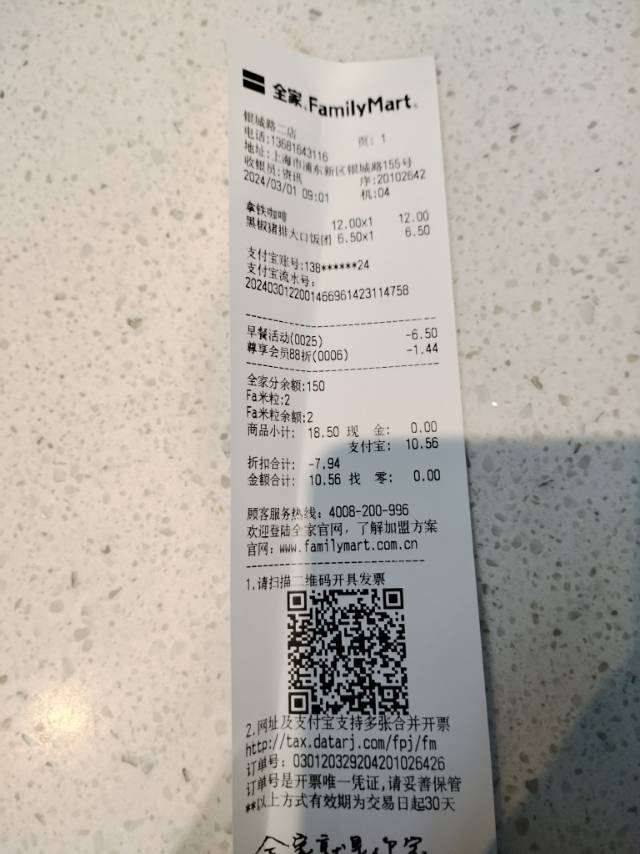 全家 FamilyMart
银城路二店
电话:13681643116 页: 1
地址:上海市浦东新区银城路155号
收银员:资讯 序:20102642
2024/03/01 09:01 机:04
拿铁咖啡 12.00x1 12.00
黑椒猪排大口饭团 6.50x1 6.50
支付宝账号:138******24
支付宝流水号:
2024030122001466961423114758
早餐活动(0025) -6.50
尊享会员88折(0006) -1.44
全家分余额:150
Fa米粒:2
Fa米粒余额:2
商品小计: 18.50 现 金: 0.00
支付宝: 10.56
折扣合计: -7.94
金额合计: 10.56 找 零: 0.00
顾客服务热线: 4008-200-996
欢迎登陆全家官网，了解加盟方案
官网: www.familymart.com.cn
1.请扫描二维码开具发票
2.网址及支付宝支持多张合并开票
http://tax.datarj.com/fpj/fm
订单号: 030120329204201026426
订单号是开票唯一凭证,请妥善保管
**以上方式有效期为交易日起30天
全家就是你家